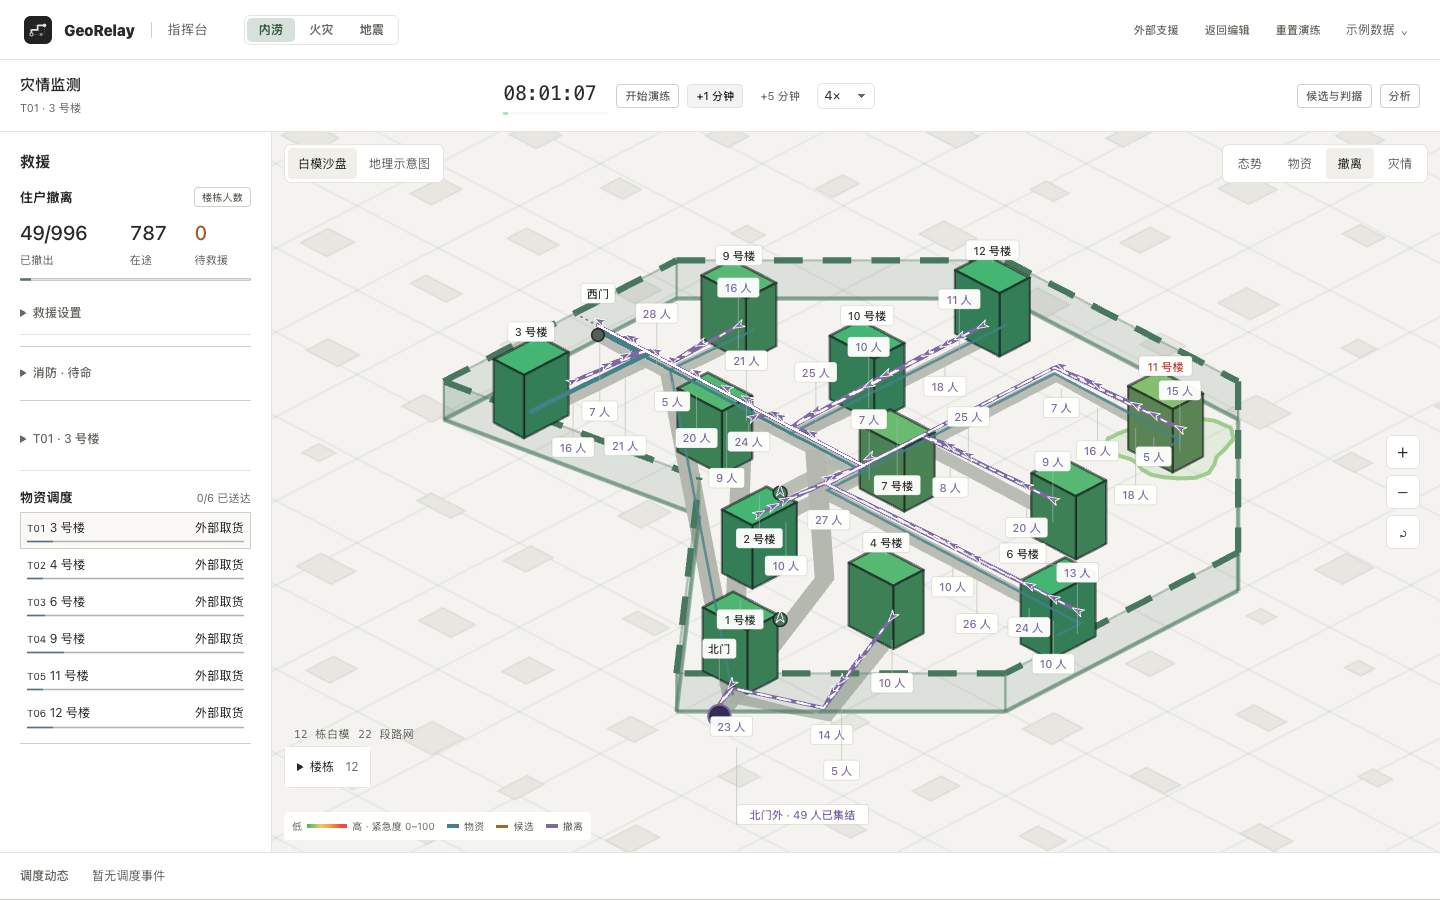 GeoRelay 指挥台 内涝 火灾 地震 外部支援 返回编辑 重置演练 示例数据
灾情监测
T01 · 3 号楼
08:01:07 开始演练 +1 分钟 +5 分钟 4× 候选与判据 分析
救援
住户撤离 楼栋人数
49/996 787 0
已撤出 在途 待救援
救援设置
消防 · 待命
T01 · 3 号楼
物资调度 0/6 已送达
T01 3 号楼 外部取货
T02 4 号楼 外部取货
T03 6 号楼 外部取货
T04 9 号楼 外部取货
T05 11 号楼 外部取货
T06 12 号楼 外部取货
白模沙盘 地理示意图 态势 物资 撤离 灾情
12 号楼
9 号楼
16 人
西门
11 人
28 人
10 号楼
3 号楼
10 人
21 人
11 号楼
25 人
18 人
15 人
5 人
7 人
7 人
7 人
25 人
20 人
24 人
16 人
21 人
16 人
5 人
9 人
9 人
7 号楼
8 人
18 人
27 人
20 人
2 号楼
4 号楼
6 号楼
10 人
13 人
10 人
1 号楼
26 人
24 人
北门
10 人
10 人
23 人
14 人
5 人
北门外 · 49 人已集结
+
−
12 栋白模 22 段路网
楼栋 12
低 高 · 紧急度 0–100 物资 候选 撤离
调度动态 暂无调度事件